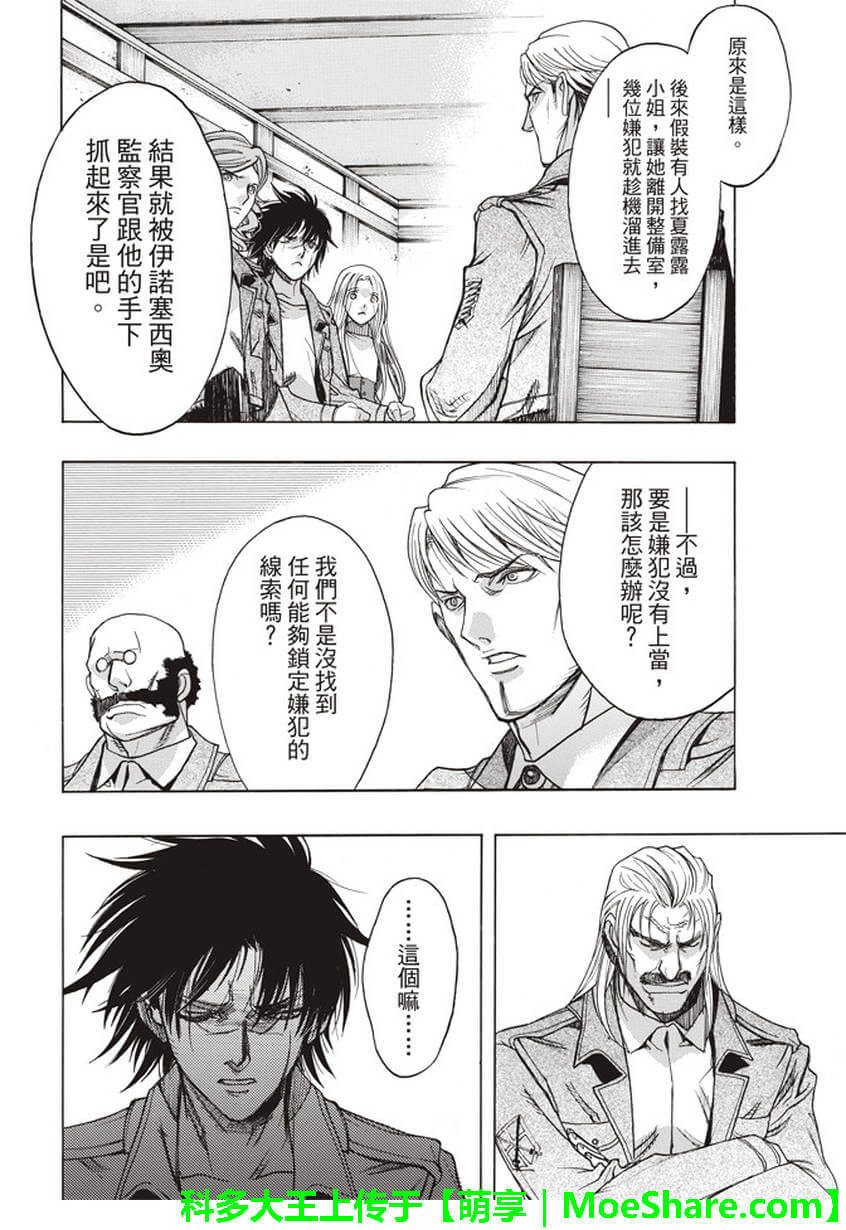 原來是這樣。
後來假裝有人找夏露露
小姐，讓她離開整備室，
幾位嫌犯就趁機溜進去
──
結果就被伊諾塞西奧
監察官跟他的手下
抓起來了是吧。
──不過，
要是嫌犯沒有上當，
那該怎麼辦呢？
我們不是沒找到
任何能夠鎖定嫌犯的
線索嗎？
……這個嘛……
科多大王上传于【萌享｜MoeShare.com】